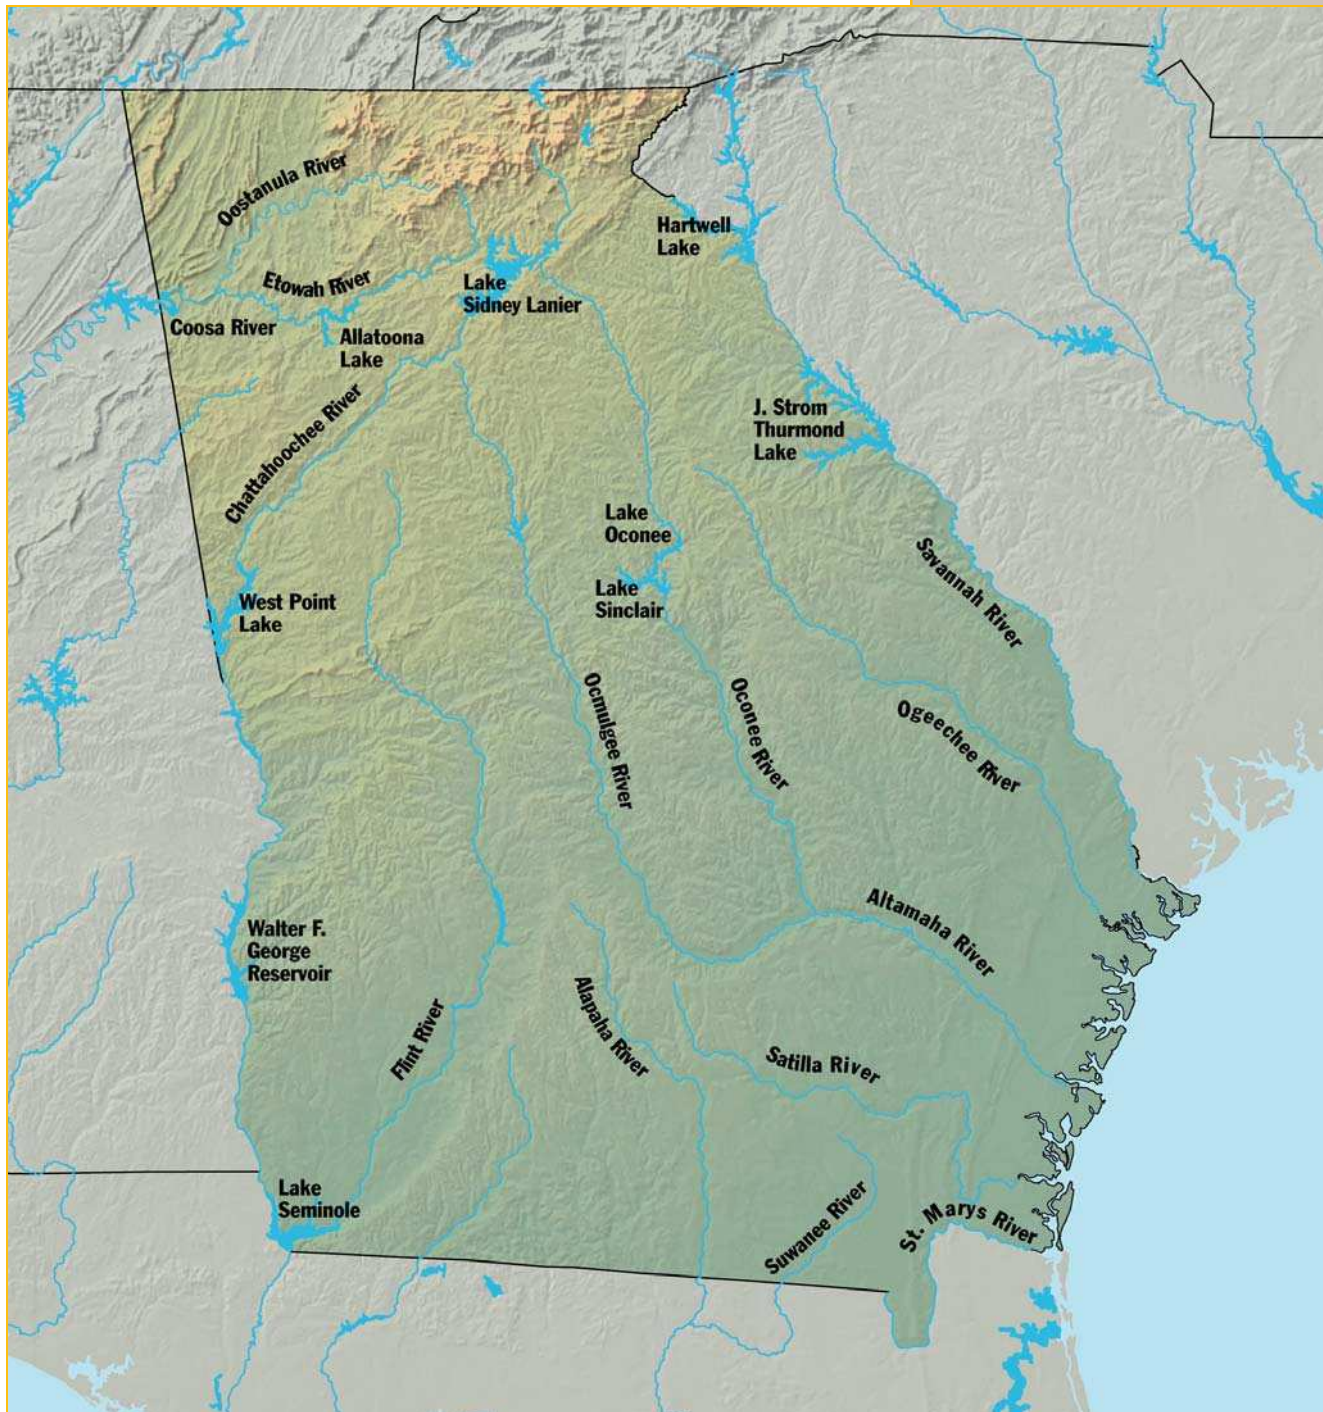 Oostanula River
Hartwell
Lake
Etowah River
Lake
Sidney Lanier
Coosa River
Allatoona
Lake
Chattahoochee River
J. Strom
Thurmond
Lake
Lake
Oconee
Savannah River
West Point
Lake
Lake
Sinclair
Ocmulgee River
Oconee River
Ogeechee River
Altamaha River
Walter F.
George
Reservoir
Flint River
Alapaha River
Satilla River
Lake
Seminole
Suwanee River
St. Marys River